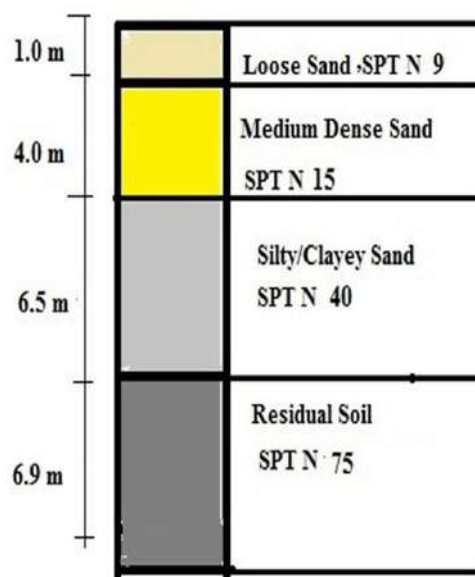 1.0 m
Loose Sand ,SPT N 9
4.0 m
Medium Dense Sand
SPT N 15
6.5 m
Silty/Clayey Sand
SPT N 40
6.9 m
Residual Soil
SPT N 75